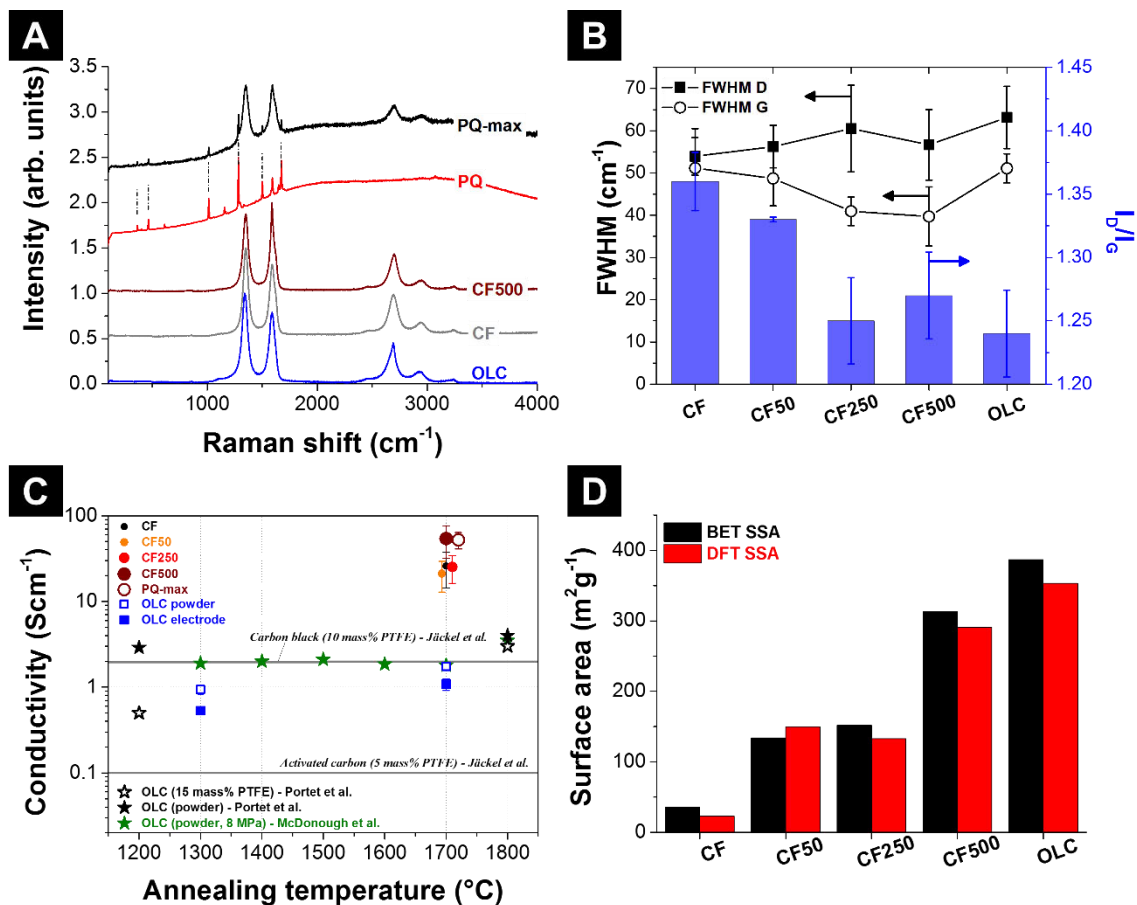 A
Intensity (arb. units)
3.5
3.0
2.5
2.0
1.5
1.0
0.5
0.0
PQ-max
PQ
CF500
CF
OLC
1000 2000 3000 4000
Raman shift (cm-1)
B
FWHM (cm-1)
70
60
50
40
30
20
10
0
FWHM D
FWHM G
1.45
1.40
1.35
1.30
1.25
1.20
ID/IG
CF CF50 CF250 CF500 OLC
C
Conductivity (Scm-1)
100
10
1
0.1
CF
CF50
CF250
CF500
PQ-max
OLC powder
OLC electrode
Carbon black (10 mass% PTFE) - Jäckel et al.
Activated carbon (5 mass% PTFE) - Jäckel et al.
OLC (15 mass% PTFE) - Portet et al.
OLC (powder) - Portet et al.
OLC (powder, 8 MPa) - McDonough et al.
1200 1300 1400 1500 1600 1700 1800
Annealing temperature (°C)
D
Surface area (m2g-1)
400
300
200
100
0
BET SSA
DFT SSA
CF CF50 CF250 CF500 OLC